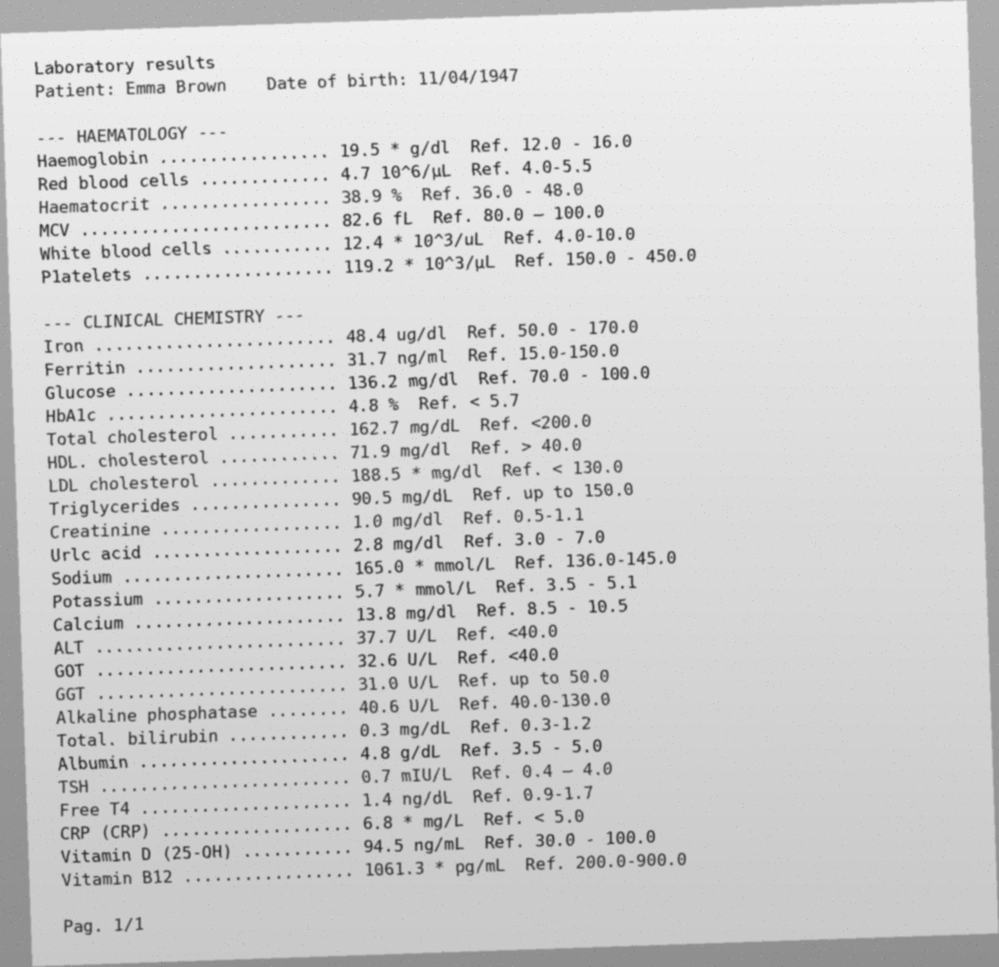 Laboratory results
Patient: Emma Brown    Date of birth: 11/04/1947
--- HAEMATOLOGY ---
Haemoglobin ................. 19.5 * g/dl  Ref. 12.0 - 16.0
Red blood cells ............. 4.7 10^6/µL  Ref. 4.0-5.5
Haematocrit ................. 38.9 %  Ref. 36.0 - 48.0
MCV ......................... 82.6 fL  Ref. 80.0 – 100.0
White blood cells ........... 12.4 * 10^3/uL  Ref. 4.0-10.0
P1atelets ................... 119.2 * 10^3/µL  Ref. 150.0 - 450.0
--- CLINICAL CHEMISTRY ---
Iron ........................ 48.4 ug/dl  Ref. 50.0 - 170.0
Ferritin .................... 31.7 ng/ml  Ref. 15.0-150.0
Glucose ..................... 136.2 mg/dl  Ref. 70.0 - 100.0
HbA1c ....................... 4.8 %  Ref. < 5.7
Total cholesterol ........... 162.7 mg/dL  Ref. <200.0
HDL. cholesterol ............ 71.9 mg/dl  Ref. > 40.0
LDL cholesterol ............. 188.5 * mg/dl  Ref. < 130.0
Triglycerides ............... 90.5 mg/dL  Ref. up to 150.0
Creatinine .................. 1.0 mg/dl  Ref. 0.5-1.1
Urlc acid ................... 2.8 mg/dl  Ref. 3.0 - 7.0
Sodium ...................... 165.0 * mmol/L  Ref. 136.0-145.0
Potassium ................... 5.7 * mmol/L  Ref. 3.5 - 5.1
Calcium ..................... 13.8 mg/dl  Ref. 8.5 - 10.5
ALT ......................... 37.7 U/L  Ref. <40.0
GOT ......................... 32.6 U/L  Ref. <40.0
GGT ......................... 31.0 U/L  Ref. up to 50.0
Alkaline phosphatase ........ 40.6 U/L  Ref. 40.0-130.0
Total. bilirubin ............ 0.3 mg/dL  Ref. 0.3-1.2
Albumin ..................... 4.8 g/dL  Ref. 3.5 - 5.0
TSH ......................... 0.7 mIU/L  Ref. 0.4 – 4.0
Free T4 ..................... 1.4 ng/dL  Ref. 0.9-1.7
CRP (CRP) ................... 6.8 * mg/L  Ref. < 5.0
Vitamin D (25-OH) ........... 94.5 ng/mL  Ref. 30.0 - 100.0
Vitamin B12 ................. 1061.3 * pg/mL  Ref. 200.0-900.0
Pag. 1/1